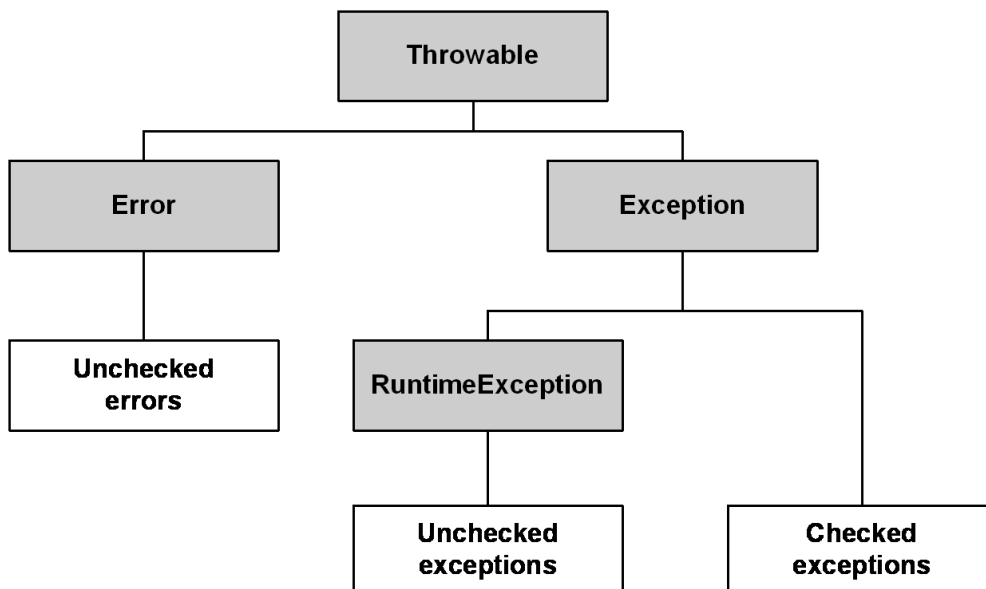 Throwable
Error
Exception
Unchecked
errors
RuntimeException
Unchecked
exceptions
Checked
exceptions